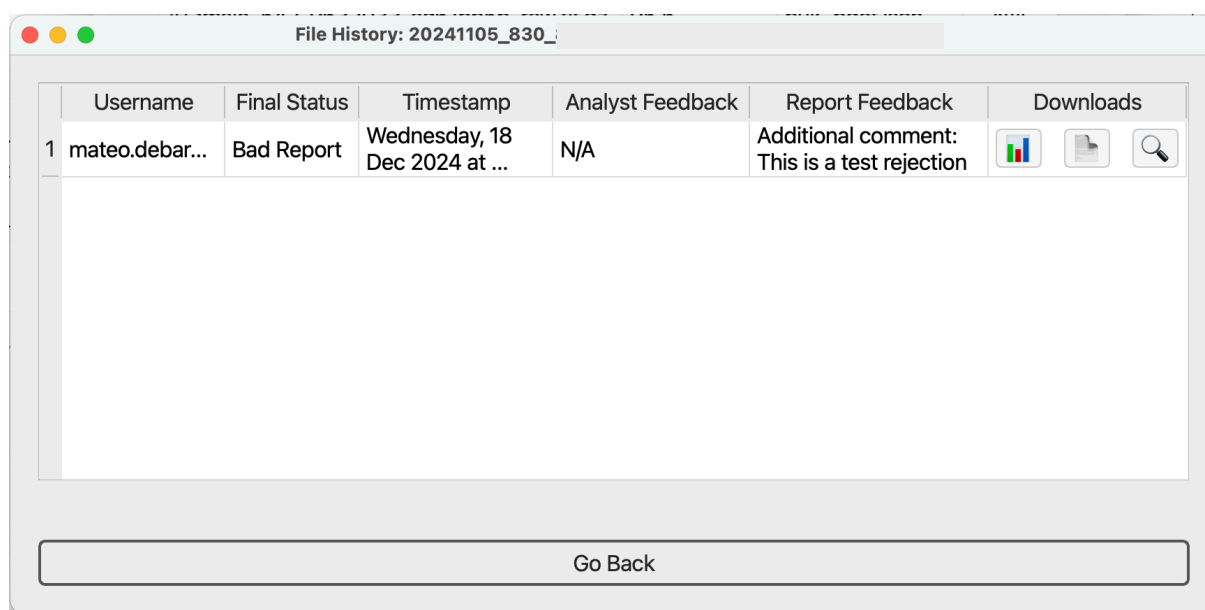 File History: 20241105_830_
Username Final Status Timestamp Analyst Feedback Report Feedback Downloads
1 mateo.debar... Bad Report Wednesday, 18 N/A Additional comment:
Dec 2024 at ... This is a test rejection
Go Back